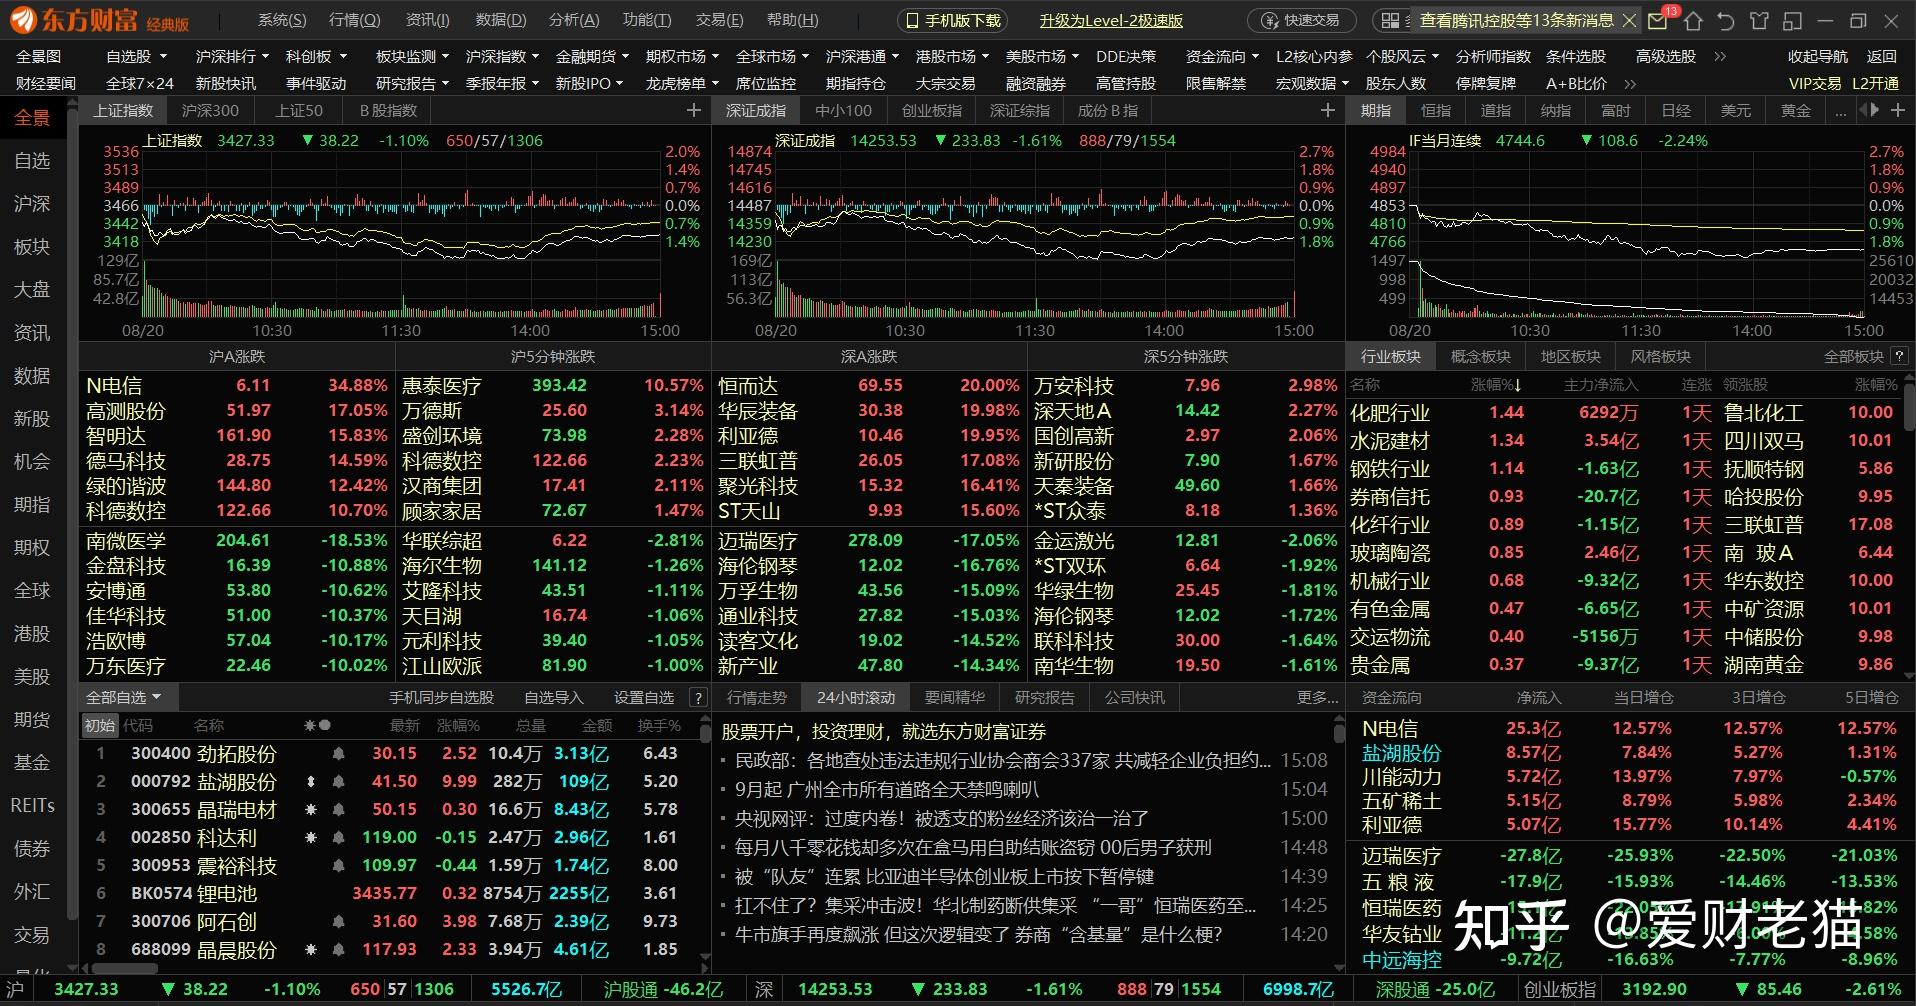 东方财富 经典版 系统(S) 行情(Q) 资讯(I) 数据(D) 分析(A) 功能(T) 交易(E) 帮助(H) 手机版下载 升级为Level-2极速版 快速交易 查看腾讯控股等13条新消息 13
全景图 自选股 沪深排行 科创板 板块监测 沪深指数 金融期货 期权市场 全球市场 沪深港通 港股市场 美股市场 DDE决策 资金流向 L2核心内参 个股风云 分析师指数 条件选股 高级选股 收起导航 返回
财经要闻 全球7×24 新股快讯 事件驱动 研究报告 季报年报 新股IPO 龙虎榜单 席位监控 期指持仓 大宗交易 融资融券 高管持股 限售解禁 宏观数据 股东人数 停牌复牌 A+B比价 VIP交易 L2开通
全景
自选
沪深
板块
大盘
资讯
数据
新股
机会
期指
期权
全球
港股
美股
期货
基金
REITs
债券
外汇
交易
上证指数 沪深300 上证50 B股指数 +
上证指数 3427.33 ▼38.22 -1.10% 650/57/1306
3536 2.0%
3513 1.4%
3489 0.7%
3466 0.0%
3442 0.7%
3418 1.4%
129亿
85.7亿
42.8亿
08/20 10:30 11:30 14:00 15:00
深证成指 中小100 创业板指 深证综指 成份B指 +
深证成指 14253.53 ▼233.83 -1.61% 888/79/1554
14874 2.7%
14745 1.8%
14616 0.9%
14487 0.0%
14359 0.9%
14230 1.8%
169亿
113亿
56.3亿
08/20 10:30 11:30 14:00 15:00
期指 恒指 道指 纳指 富时 日经 美元 黄金 ... +
IF当月连续 4744.6 ▼108.6 -2.24%
4984 2.7%
4940 1.8%
4897 0.9%
4853 0.0%
4810 0.9%
4766 1.8%
1497 25610
998 20032
499 14453
08/20 10:30 11:30 14:00 15:00
沪A涨跌
N电信 6.11 34.88%
高测股份 51.97 17.05%
智明达 161.90 15.83%
德马科技 28.75 14.59%
绿的谐波 144.80 12.42%
科德数控 122.66 10.70%
南微医学 204.61 -18.53%
金盘科技 16.39 -10.88%
安博通 53.80 -10.62%
佳华科技 51.00 -10.37%
浩欧博 57.04 -10.17%
万东医疗 22.46 -10.02%
沪5分钟涨跌
惠泰医疗 393.42 10.57%
万德斯 25.60 3.14%
盛剑环境 73.98 2.28%
科德数控 122.66 2.23%
汉商集团 17.41 2.11%
顾家家居 72.67 1.47%
华联综超 6.22 -2.81%
海尔生物 141.12 -1.26%
艾隆科技 43.51 -1.11%
天目湖 16.74 -1.06%
元利科技 39.40 -1.05%
江山欧派 81.90 -1.00%
深A涨跌
恒而达 69.55 20.00%
华辰装备 30.38 19.98%
利亚德 10.46 19.95%
三联虹普 26.05 17.08%
聚光科技 15.32 16.41%
ST天山 9.93 15.60%
迈瑞医疗 278.09 -17.05%
海伦钢琴 12.02 -16.76%
万孚生物 43.56 -15.09%
通业科技 27.82 -15.03%
读客文化 19.02 -14.52%
新产业 47.80 -14.34%
深5分钟涨跌
万安科技 7.96 2.98%
深天地A 14.42 2.27%
国创高新 2.97 2.06%
新研股份 7.90 1.67%
天秦装备 49.60 1.66%
*ST众泰 8.18 1.36%
金运激光 12.81 -2.06%
*ST双环 6.64 -1.92%
华绿生物 25.45 -1.81%
海伦钢琴 12.02 -1.72%
联科科技 30.00 -1.64%
南华生物 19.50 -1.61%
行业板块 概念板块 地区板块 风格板块 全部板块 ?
名称 涨幅%↓ 主力净流入 连涨 领涨股 涨幅%
化肥行业 1.44 6292万 1天 鲁北化工 10.00
水泥建材 1.34 3.54亿 1天 四川双马 10.01
钢铁行业 1.14 -1.63亿 1天 抚顺特钢 5.86
券商信托 0.93 -20.7亿 1天 哈投股份 9.95
化纤行业 0.89 -1.15亿 1天 三联虹普 17.08
玻璃陶瓷 0.85 2.46亿 1天 南 玻A 6.44
机械行业 0.68 -9.32亿 1天 华东数控 10.00
有色金属 0.47 -6.65亿 1天 中矿资源 10.01
交运物流 0.40 -5156万 1天 中储股份 9.98
贵金属 0.37 -9.37亿 1天 湖南黄金 9.86
全部自选 手机同步自选股 自选导入 设置自选 ?
初始 代码 名称 最新 涨幅% 总量 金额 换手%
1 300400 劲拓股份 30.15 2.52 10.4万 3.13亿 6.43
2 000792 盐湖股份 41.50 9.99 282万 109亿 5.20
3 300655 晶瑞电材 50.15 0.30 16.6万 8.43亿 5.78
4 002850 科达利 119.00 -0.15 2.47万 2.96亿 1.61
5 300953 震裕科技 109.97 -0.44 1.59万 1.74亿 8.00
6 BK0574 锂电池 3435.77 0.32 8754万 2255亿 3.61
7 300706 阿石创 31.60 3.98 7.68万 2.39亿 9.73
8 688099 晶晨股份 117.93 2.33 3.94万 4.61亿 1.85
行情走势 24小时滚动 要闻精华 研究报告 公司快讯 更多...
股票开户，投资理财，就选东方财富证券
民政部：各地查处违法违规行业协会商会337家 共减轻企业负担约... 15:08
9月起 广州全市所有道路全天禁鸣喇叭 15:04
央视网评：过度内卷！被透支的粉丝经济该治一治了 15:00
每月八千零花钱却多次在盒马用自助结账盗窃 00后男子获刑 14:48
被“队友”连累 比亚迪半导体创业板上市按下暂停键 14:39
扛不住了？集采冲击波！华北制药断供集采 “一哥”恒瑞医药至... 14:25
牛市旗手再度飙涨 但这次逻辑变了 券商“含基量”是什么梗？ 14:20
资金流向 净流入 当日增仓 3日增仓 5日增仓
N电信 25.3亿 12.57% 12.57% 12.57%
盐湖股份 8.57亿 7.84% 5.27% 1.31%
川能动力 5.72亿 13.97% 7.97% -0.57%
五矿稀土 5.15亿 8.79% 5.98% 2.34%
利亚德 5.07亿 15.77% 10.14% 4.41%
迈瑞医疗 -27.8亿 -25.93% -22.50% -21.03%
五 粮 液 -17.9亿 -15.93% -14.46% -13.53%
恒瑞医药
华友钴业
中远海控 -9.72亿 -16.63% -7.77% -8.96%
知乎 @爱财老猫
沪 3427.33 ▼38.22 -1.10% 650 57 1306 5526.7亿 沪股通 -46.2亿 深 14253.53 ▼233.83 -1.61% 888 79 1554 6998.7亿 深股通 -25.0亿 创业板指 3192.90 ▼85.46 -2.61%